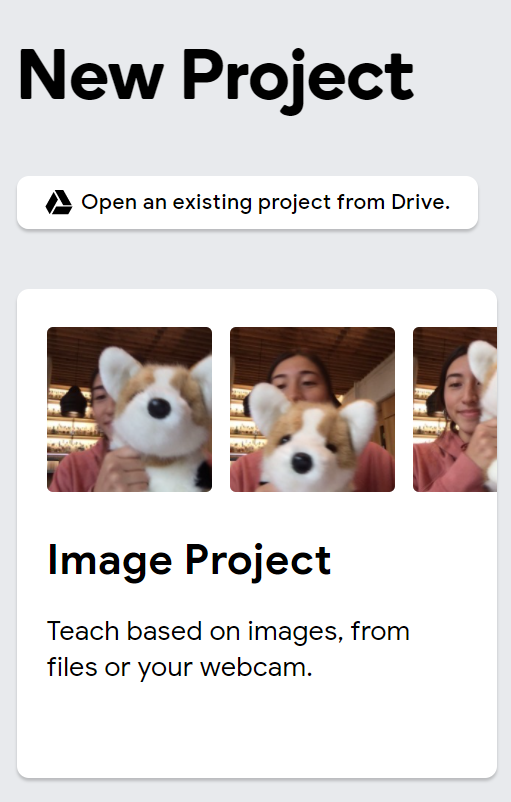 New Project
Open an existing project from Drive.
Image Project
Teach based on images, from
files or your webcam.